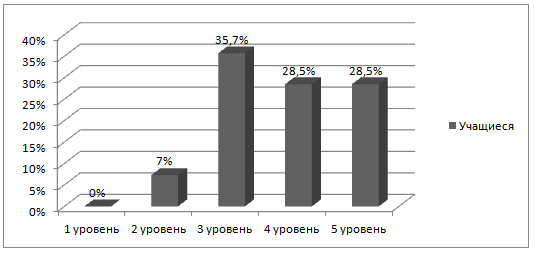 40%
35%
30%
25%
20%
15%
10%
5%
0%
0%
7%
35,7%
28,5%
28,5%
1 уровень
2 уровень
3 уровень
4 уровень
5 уровень
Учащиеся